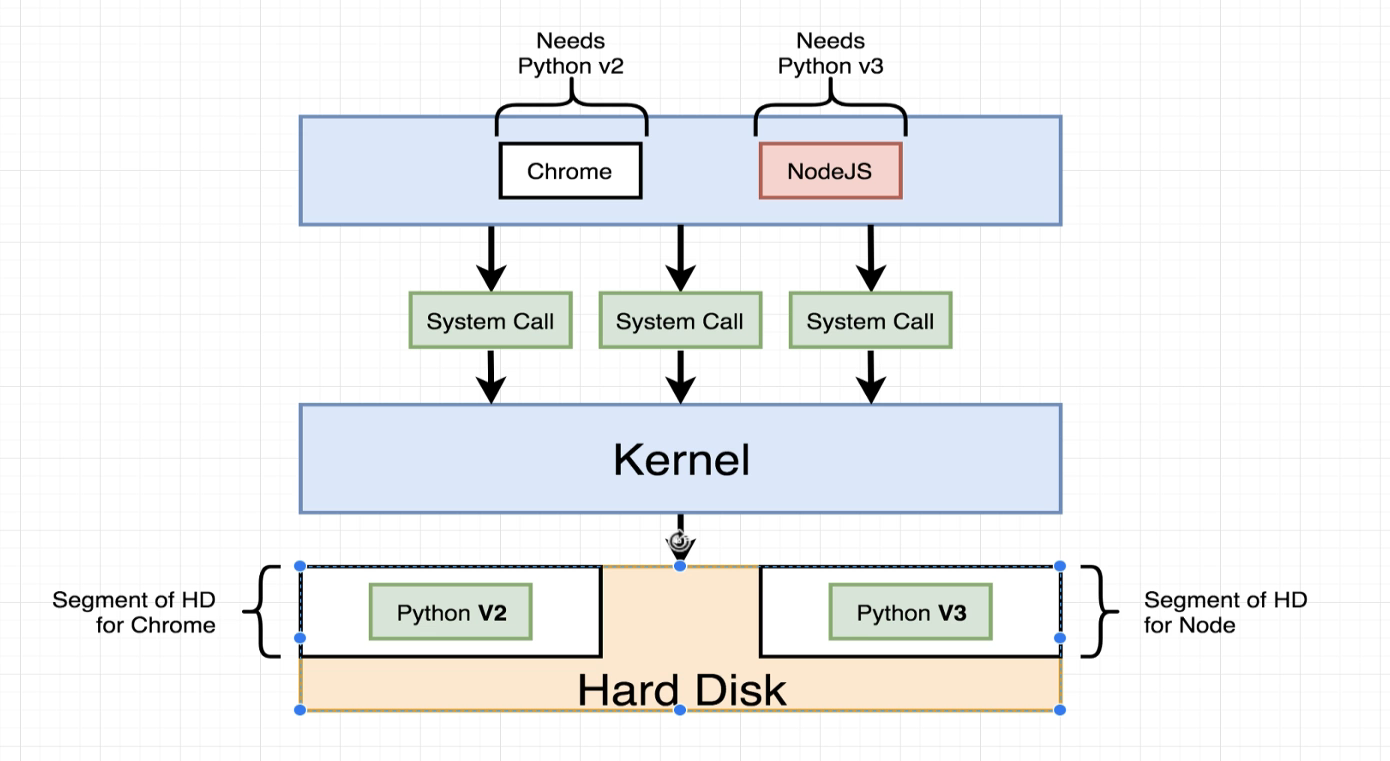 Needs
Python v2
Needs
Python v3
Chrome
NodeJS
System Call
System Call
System Call
Kernel
Segment of HD
for Chrome
Python V2
Python V3
Segment of HD
for Node
Hard Disk